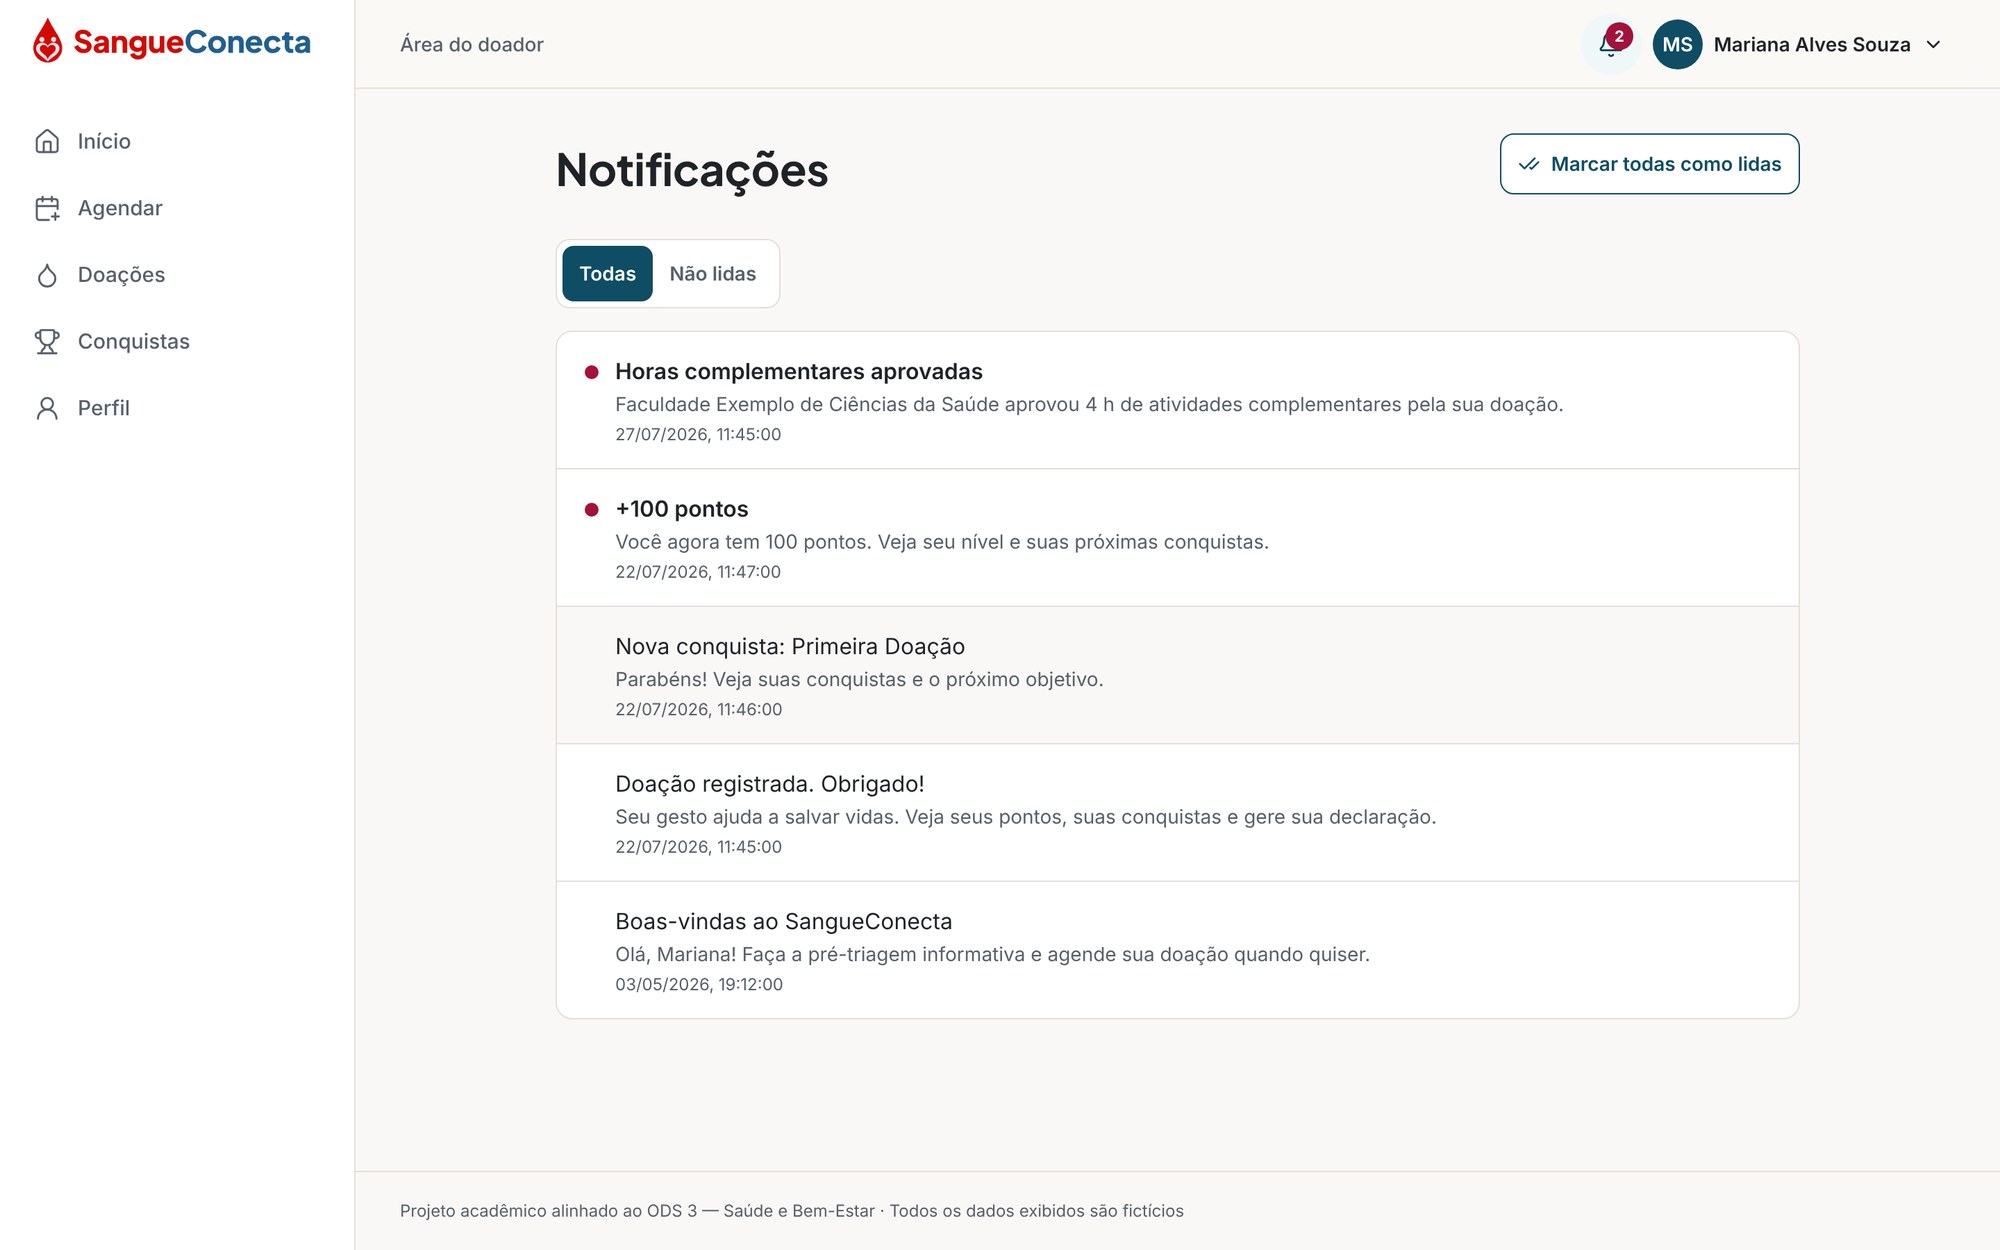 SangueConecta
Área do doador
2
MS
Mariana Alves Souza
Início
Agendar
Doações
Conquistas
Perfil
Notificações
Marcar todas como lidas
Todas
Não lidas
Horas complementares aprovadas
Faculdade Exemplo de Ciências da Saúde aprovou 4 h de atividades complementares pela sua doação.
27/07/2026, 11:45:00
+100 pontos
Você agora tem 100 pontos. Veja seu nível e suas próximas conquistas.
22/07/2026, 11:47:00
Nova conquista: Primeira Doação
Parabéns! Veja suas conquistas e o próximo objetivo.
22/07/2026, 11:46:00
Doação registrada. Obrigado!
Seu gesto ajuda a salvar vidas. Veja seus pontos, suas conquistas e gere sua declaração.
22/07/2026, 11:45:00
Boas-vindas ao SangueConecta
Olá, Mariana! Faça a pré-triagem informativa e agende sua doação quando quiser.
03/05/2026, 19:12:00
Projeto acadêmico alinhado ao ODS 3 — Saúde e Bem-Estar · Todos os dados exibidos são fictícios